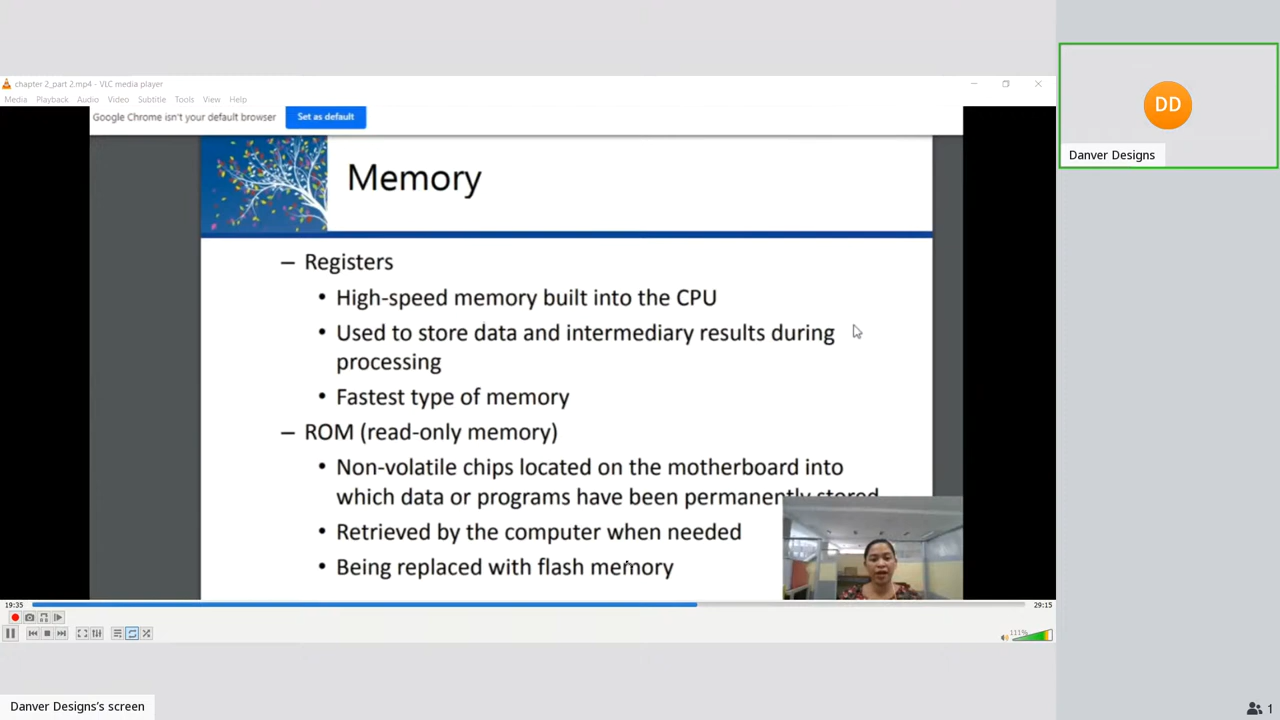 chapter 2_part 2.mp4 - VLC media player
Media Playback Audio Video Subtitle Tools View Help
Google Chrome isn't your default browser Set as default
Memory
– Registers
• High-speed memory built into the CPU
• Used to store data and intermediary results during
processing
• Fastest type of memory
– ROM (read-only memory)
• Non-volatile chips located on the motherboard into
which data or programs have been permanently stored
• Retrieved by the computer when needed
• Being replaced with flash memory
19:35 29:15
111%
DD
Danver Designs
Danver Designs's screen
1